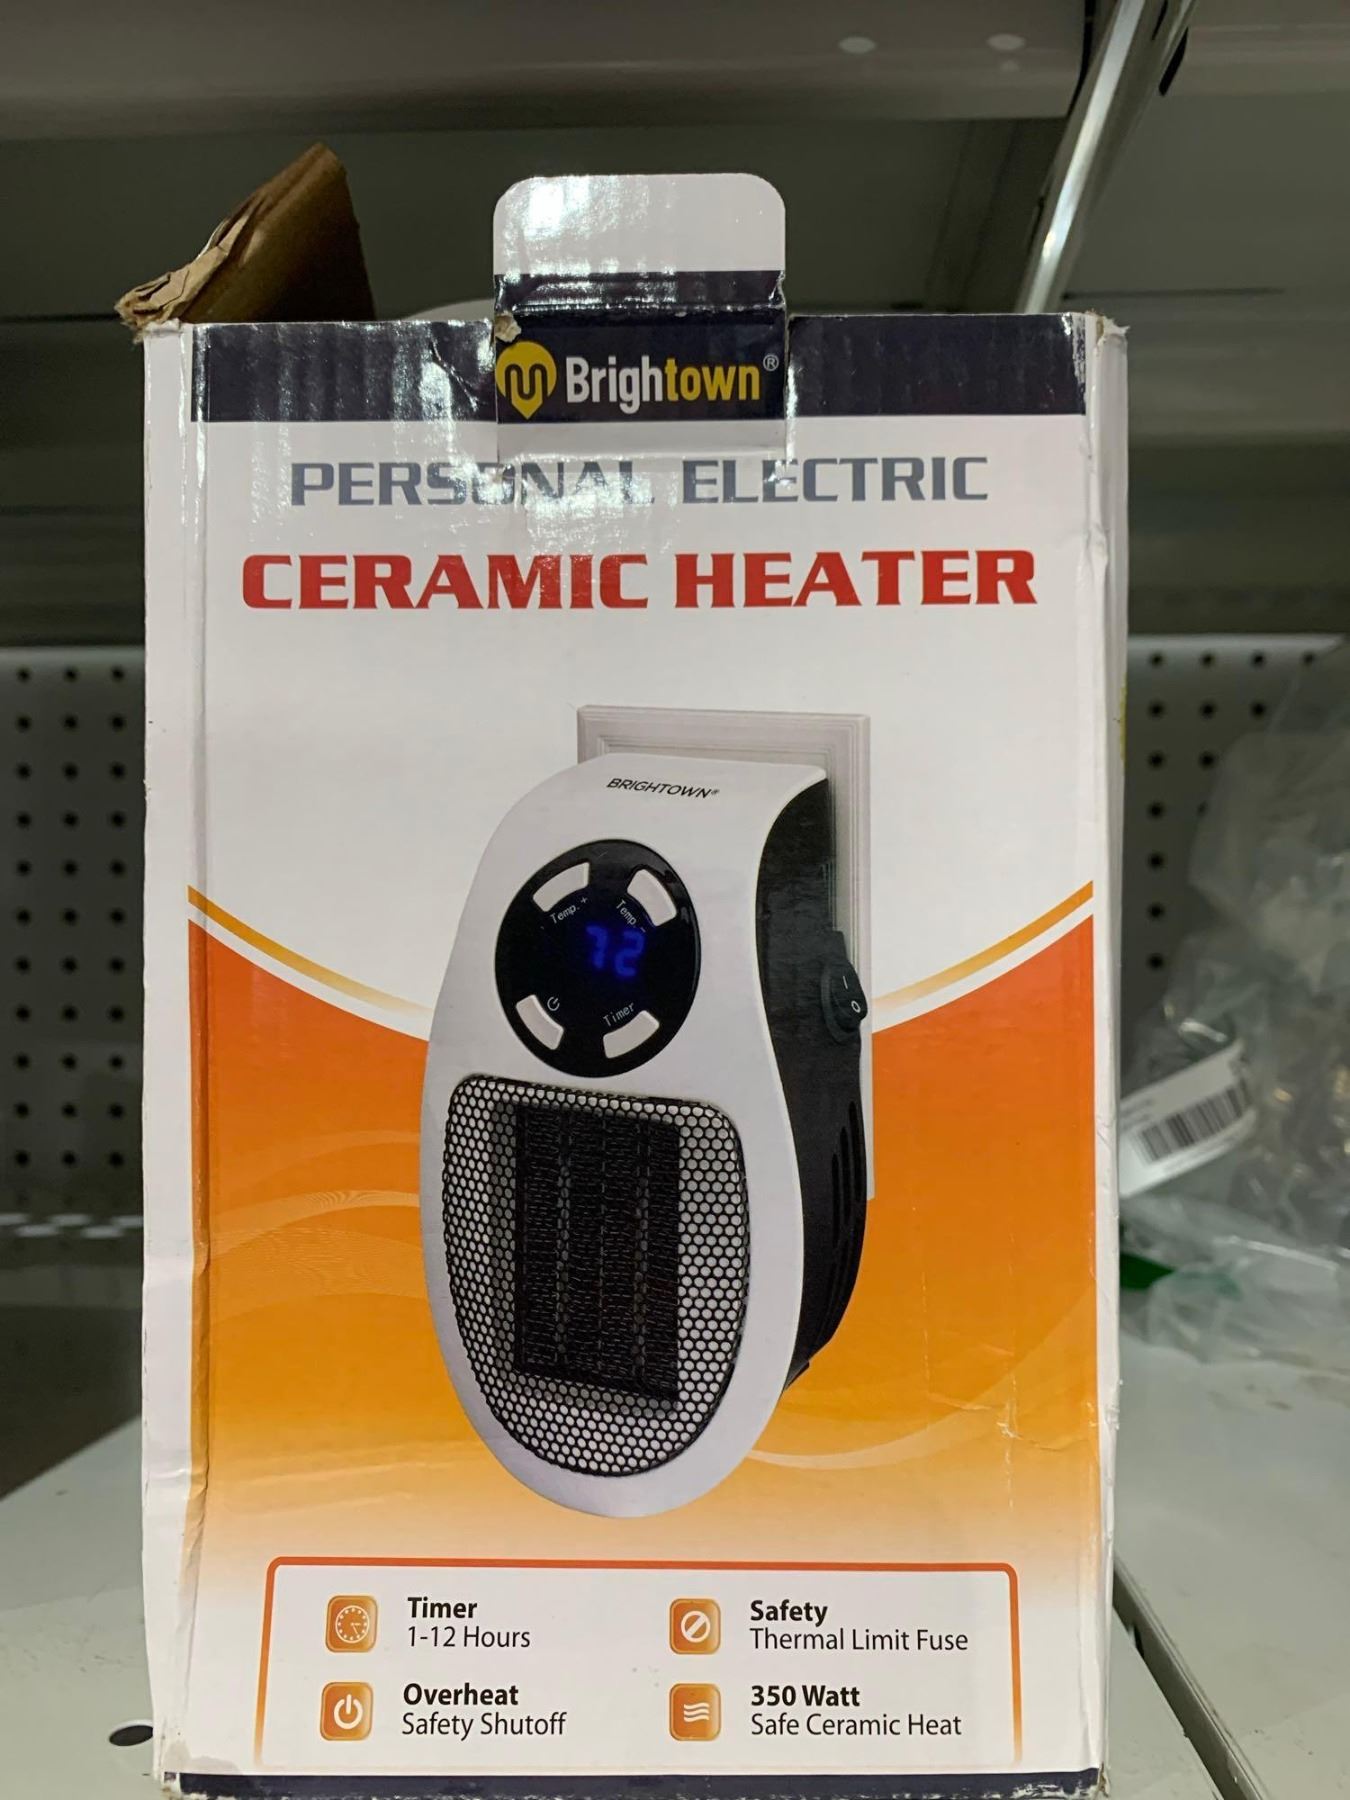 Brightown®
PERSONAL ELECTRIC
CERAMIC HEATER
BRIGHTOWN®
Temp. + Temp. -
72
Timer
I
O
Timer
1-12 Hours
Safety
Thermal Limit Fuse
Overheat
Safety Shutoff
350 Watt
Safe Ceramic Heat